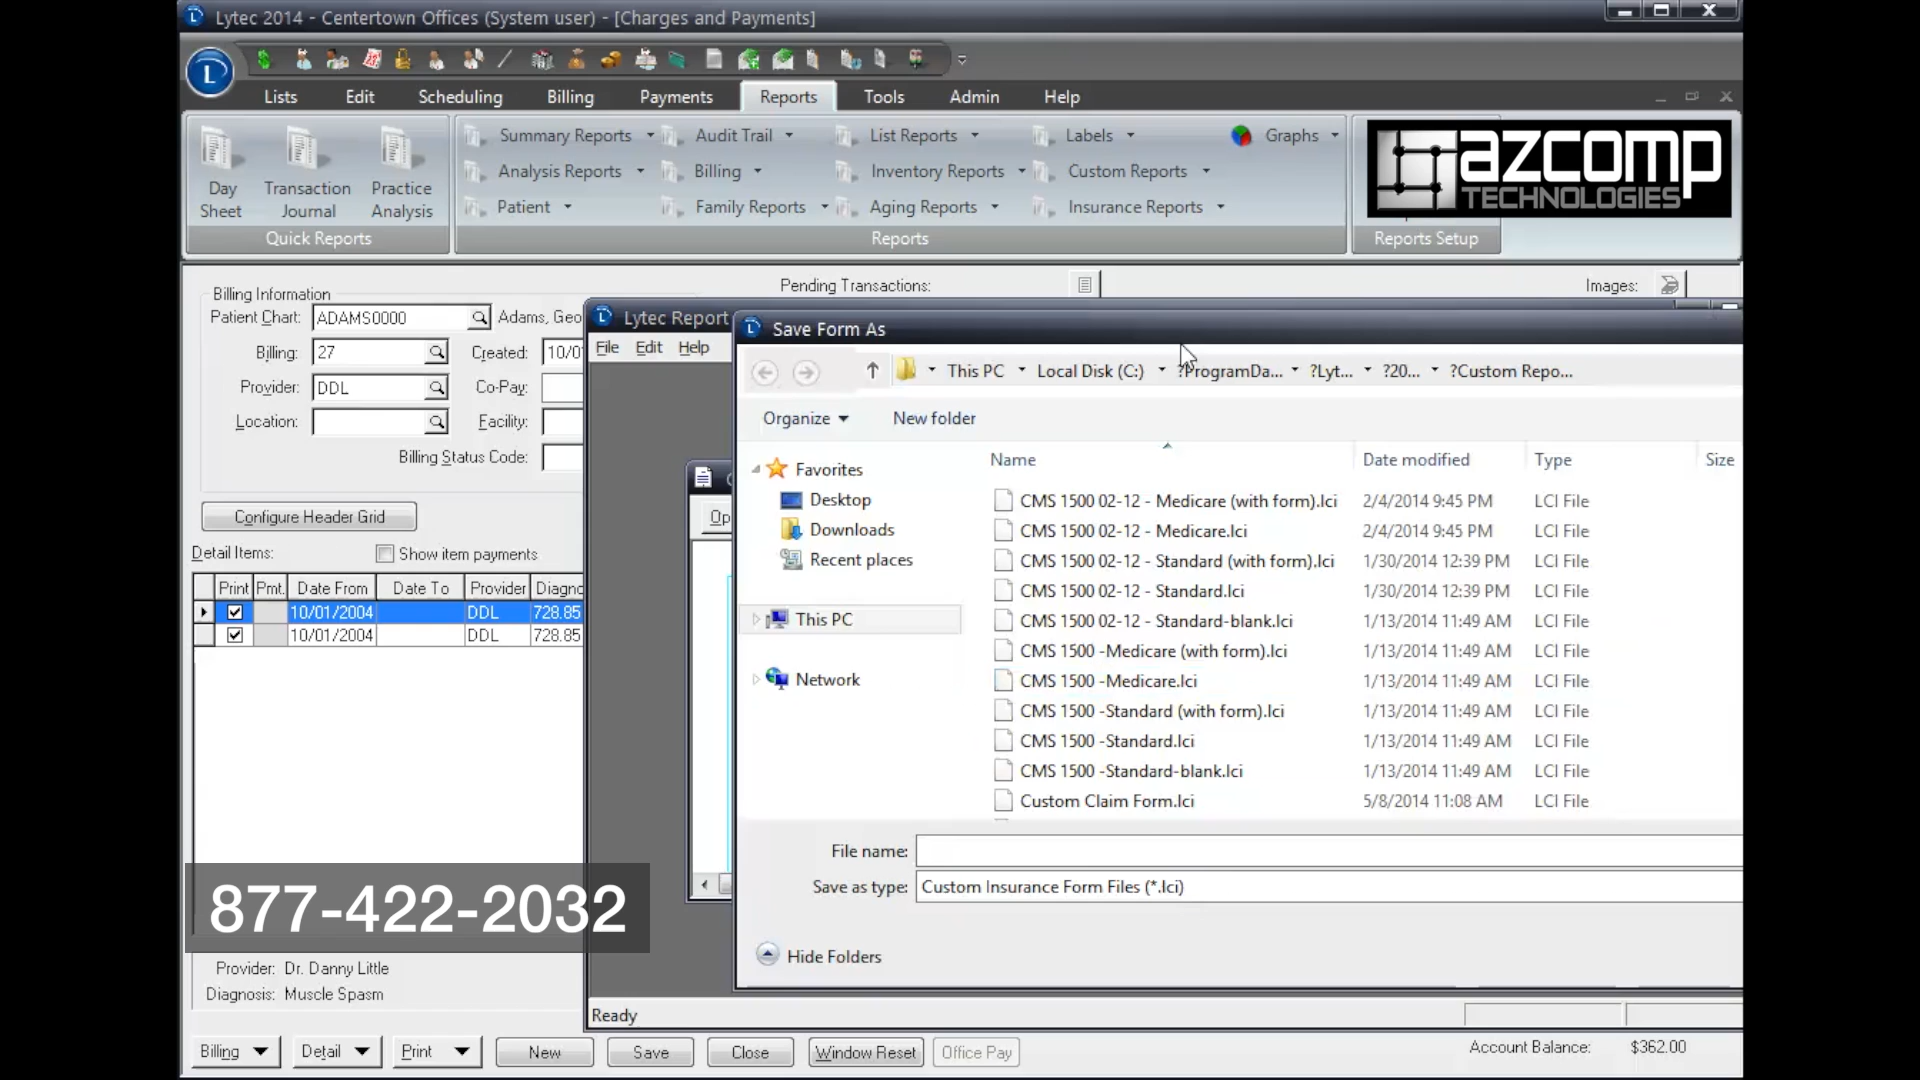 Lytec 2014 - Centertown Offices (System user) - [Charges and Payments]
Lists Edit Scheduling Billing Payments Reports Tools Admin Help
Day Sheet
Transaction Journal
Practice Analysis
Quick Reports
Summary Reports Audit Trail List Reports Labels Graphs
Analysis Reports Billing Inventory Reports Custom Reports
Patient Family Reports Aging Reports Insurance Reports
Reports
Reports Setup
azcomp
TECHNOLOGIES
Pending Transactions: Images:
Billing Information
Patient Chart: ADAMS0000 Adams, Geo
Billing: 27 Created: 10/0
Provider: DDL Co-Pay:
Location: Facility:
Billing Status Code:
Configure Header Grid
Detail Items: Show item payments
Print Pmt. Date From Date To Provider Diagno
10/01/2004 DDL 728.85
10/01/2004 DDL 728.85
Lytec Report
File Edit Help
Op
Save Form As
This PC Local Disk (C:) ?ProgramDa... ?Lyt... ?20... ?Custom Repo...
Organize New folder
Favorites
Desktop
Downloads
Recent places
This PC
Network
Name Date modified Type Size
CMS 1500 02-12 - Medicare (with form).lci 2/4/2014 9:45 PM LCI File
CMS 1500 02-12 - Medicare.lci 2/4/2014 9:45 PM LCI File
CMS 1500 02-12 - Standard (with form).lci 1/30/2014 12:39 PM LCI File
CMS 1500 02-12 - Standard.lci 1/30/2014 12:39 PM LCI File
CMS 1500 02-12 - Standard-blank.lci 1/13/2014 11:49 AM LCI File
CMS 1500 -Medicare (with form).lci 1/13/2014 11:49 AM LCI File
CMS 1500 -Medicare.lci 1/13/2014 11:49 AM LCI File
CMS 1500 -Standard (with form).lci 1/13/2014 11:49 AM LCI File
CMS 1500 -Standard.lci 1/13/2014 11:49 AM LCI File
CMS 1500 -Standard-blank.lci 1/13/2014 11:49 AM LCI File
Custom Claim Form.lci 5/8/2014 11:08 AM LCI File
File name:
Save as type: Custom Insurance Form Files (*.lci)
Hide Folders
877-422-2032
Provider: Dr. Danny Little
Diagnosis: Muscle Spasm
Ready
Billing Detail Print New Save Close Window Reset Office Pay
Account Balance: $362.00